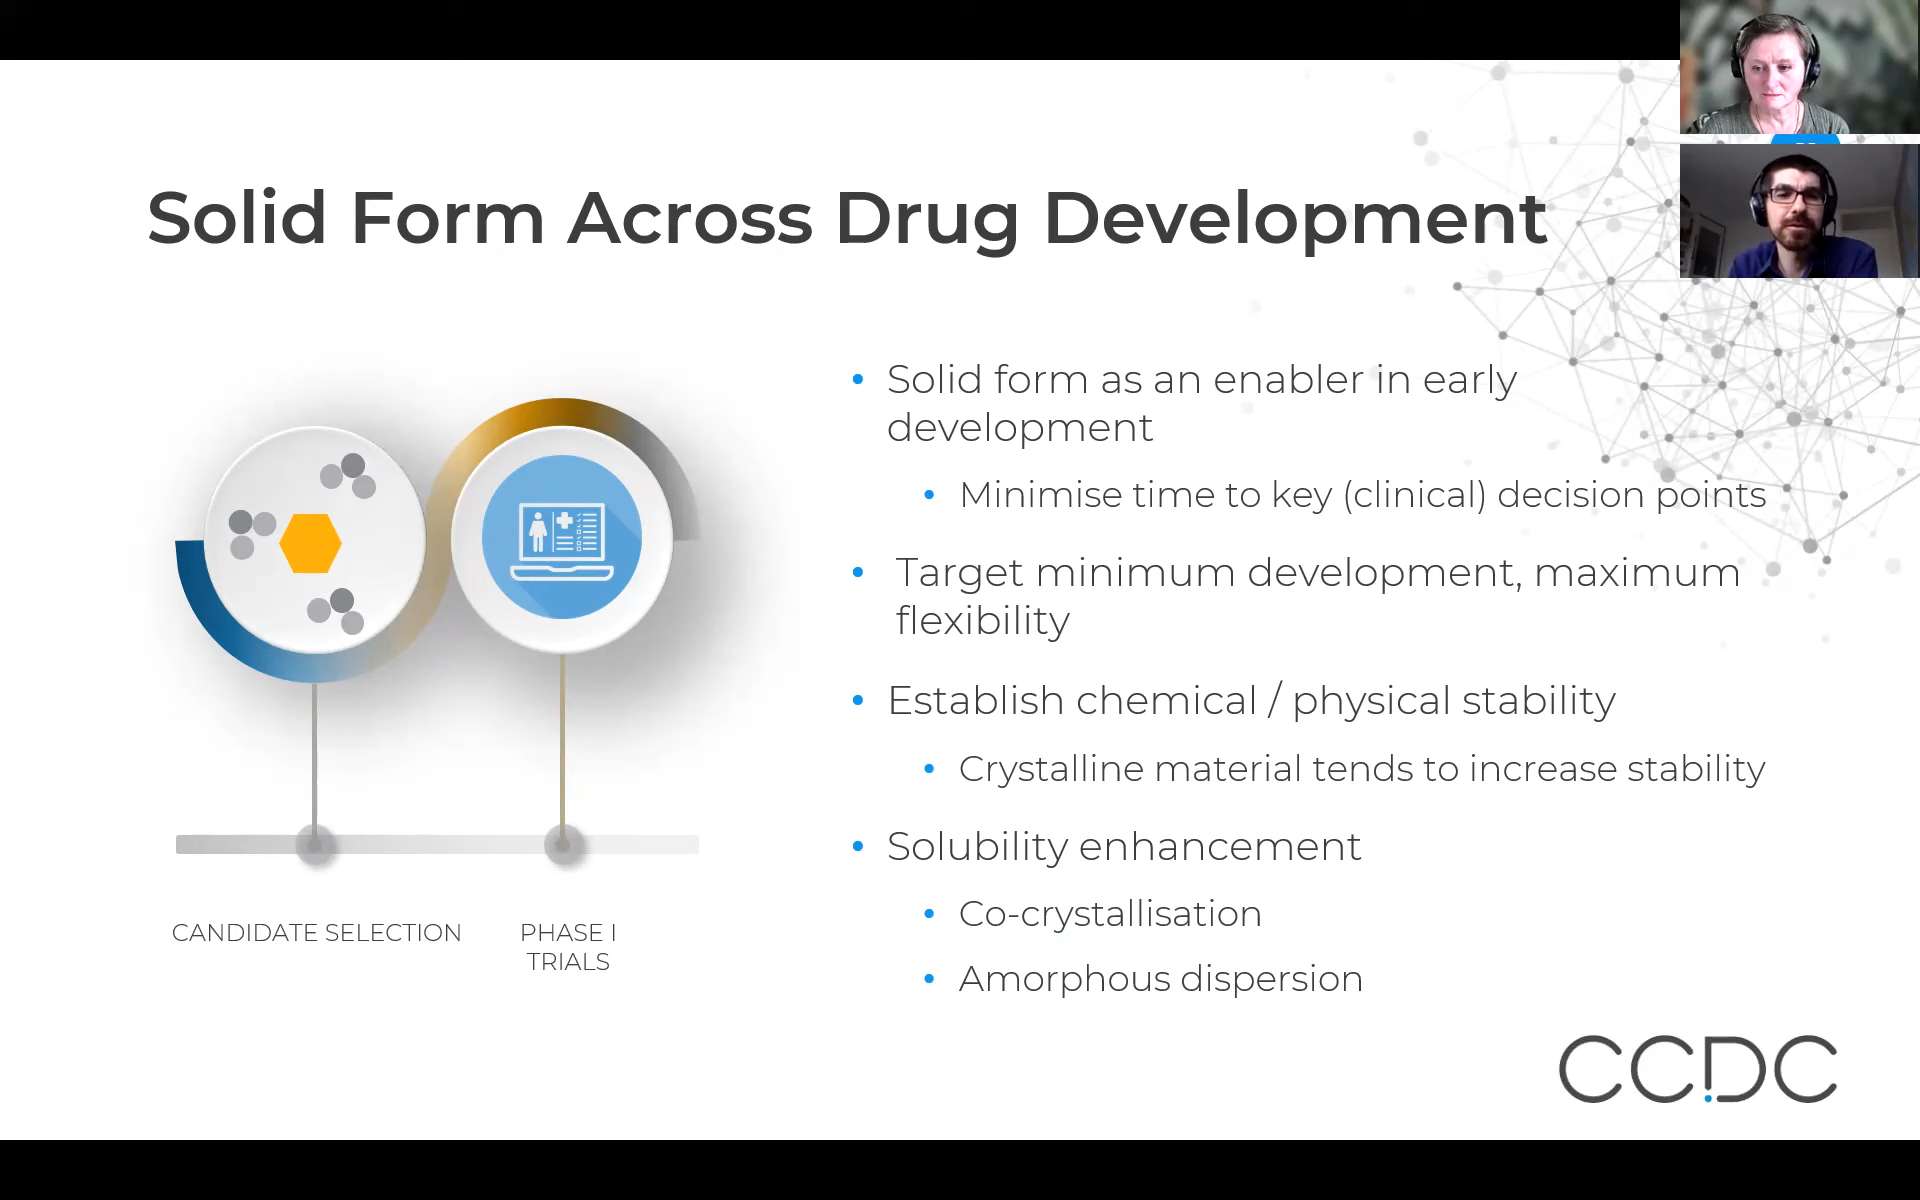 Solid Form Across Drug Development
• Solid form as an enabler in early
development
• Minimise time to key (clinical) decision points
• Target minimum development, maximum
flexibility
• Establish chemical / physical stability
• Crystalline material tends to increase stability
• Solubility enhancement
• Co-crystallisation
• Amorphous dispersion
CANDIDATE SELECTION
PHASE I
TRIALS
CCDC